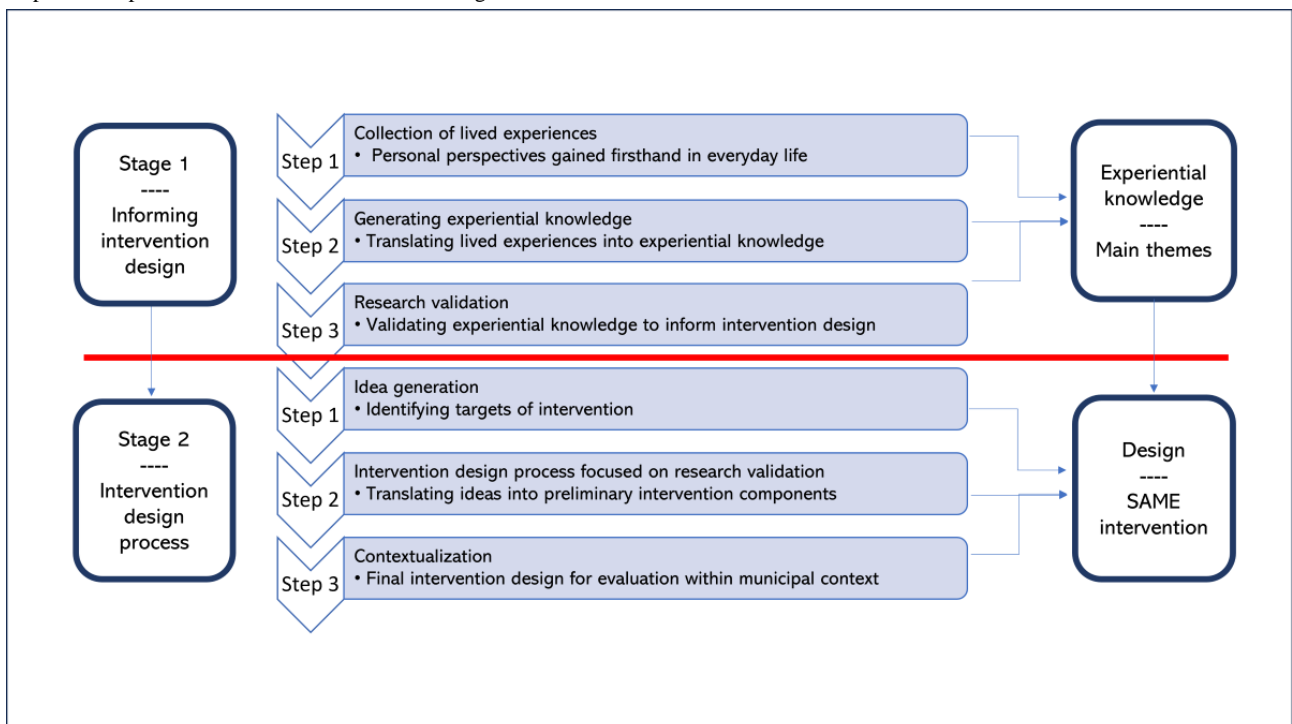 Stage 1
----
Informing
intervention
design
Step 1
Collection of lived experiences
• Personal perspectives gained firsthand in everyday life
Step 2
Generating experiential knowledge
• Translating lived experiences into experiential knowledge
Step 3
Research validation
• Validating experiential knowledge to inform intervention design
Experiential
knowledge
----
Main themes
Stage 2
----
Intervention
design
process
Step 1
Idea generation
• Identifying targets of intervention
Step 2
Intervention design process focused on research validation
• Translating ideas into preliminary intervention components
Step 3
Contextualization
• Final intervention design for evaluation within municipal context
Design
----
SAME
intervention